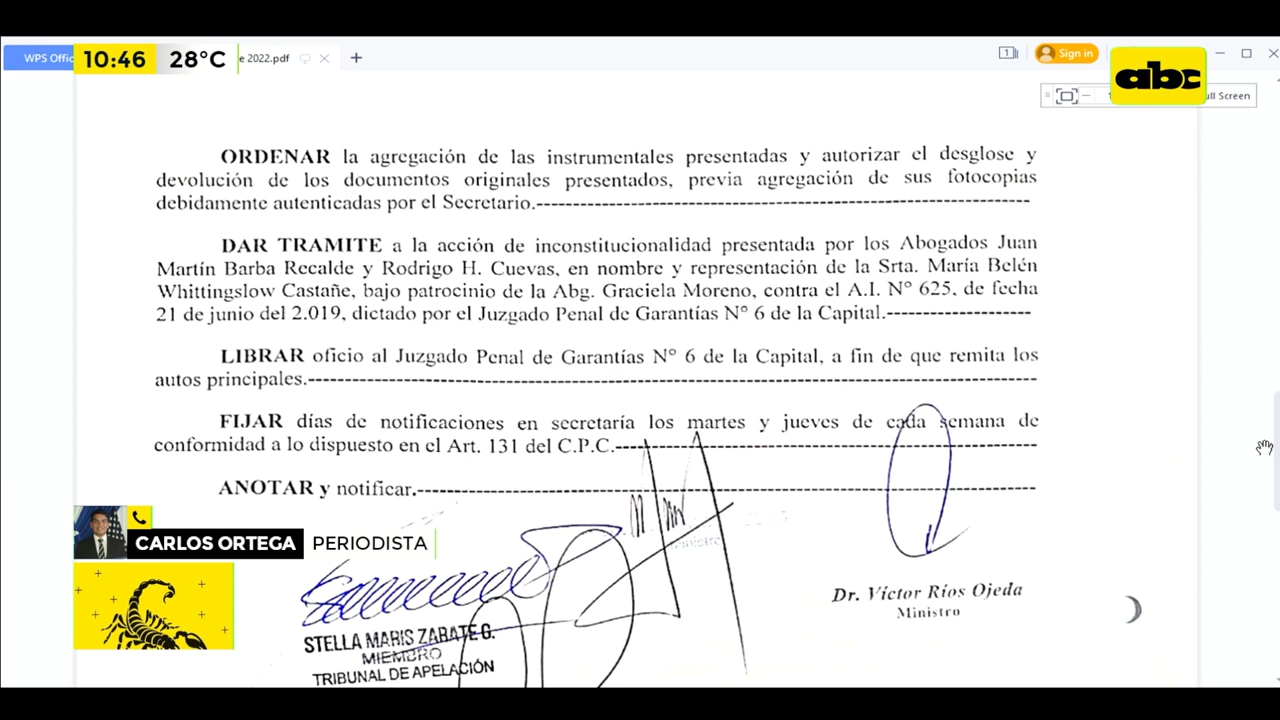 WPS Offic
10:46
28°C
e 2022.pdf
1
Sign in
abc
ull Screen
ORDENAR la agregación de las instrumentales presentadas y autorizar el desglose y
devolución de los documentos originales presentados, previa agregación de sus fotocopias
debidamente autenticadas por el Secretario.-
DAR TRAMITE a la acción de inconstitucionalidad presentada por los Abogados Juan
Martín Barba Recalde y Rodrigo H. Cuevas, en nombre y representación de la Srta. María Belén
Whittingslow Castañe, bajo patrocinio de la Abg. Graciela Moreno, contra el A.I. N° 625, de fecha
21 de junio del 2.019, dictado por el Juzgado Penal de Garantías N° 6 de la Capital.-
LIBRAR oficio al Juzgado Penal de Garantías N° 6 de la Capital, a fin de que remita los
autos principales.-
FIJAR días de notificaciones en secretaría los martes y jueves de cada semana de
conformidad a lo dispuesto en el Art. 131 del C.P.C.-
ANOTAR y notificar.-
CARLOS ORTEGA PERIODISTA
Ministro
Dr. Víctor Ríos Ojeda
Ministro
STELLA MARIS ZARATE G.
MIEMBRO
TRIBUNAL DE APELACIÓN